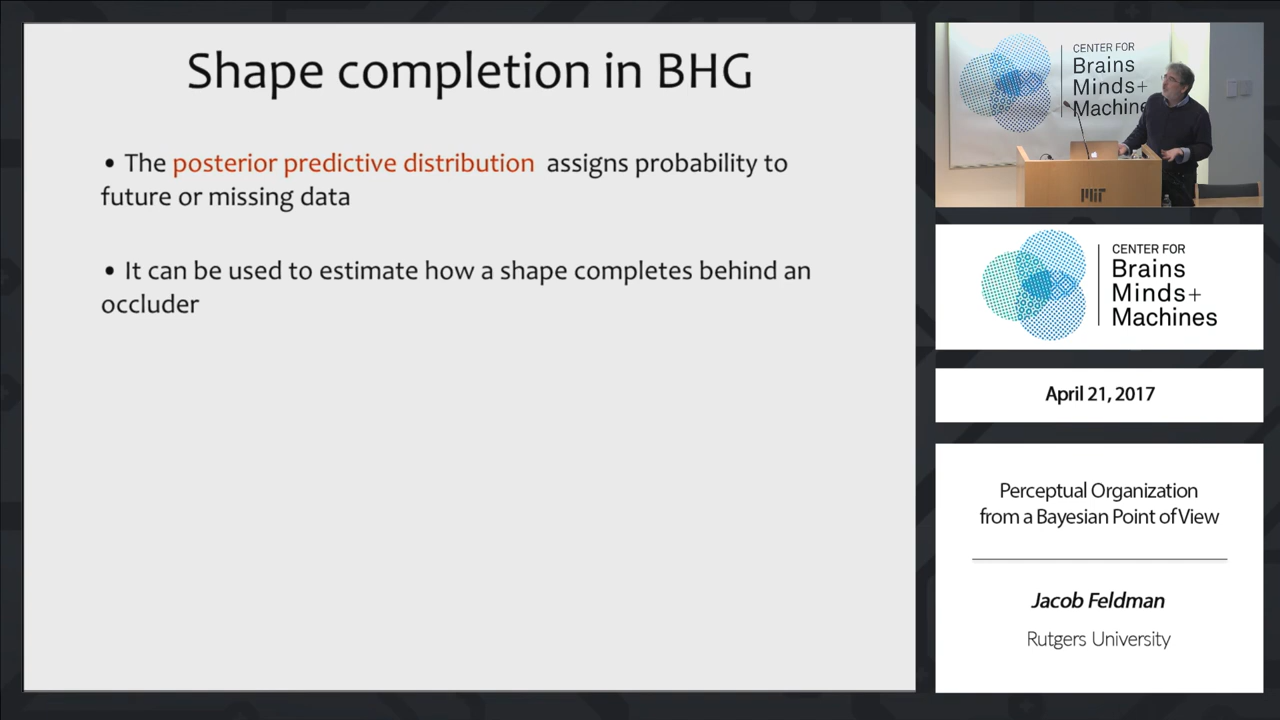 Shape completion in BHG
• The posterior predictive distribution assigns probability to
future or missing data
• It can be used to estimate how a shape completes behind an
occluder
CENTER FOR
Brains
Minds+
Machine
MIT
CENTER FOR
Brains
Minds+
Machines
April 21, 2017
Perceptual Organization
from a Bayesian Point of View
Jacob Feldman
Rutgers University